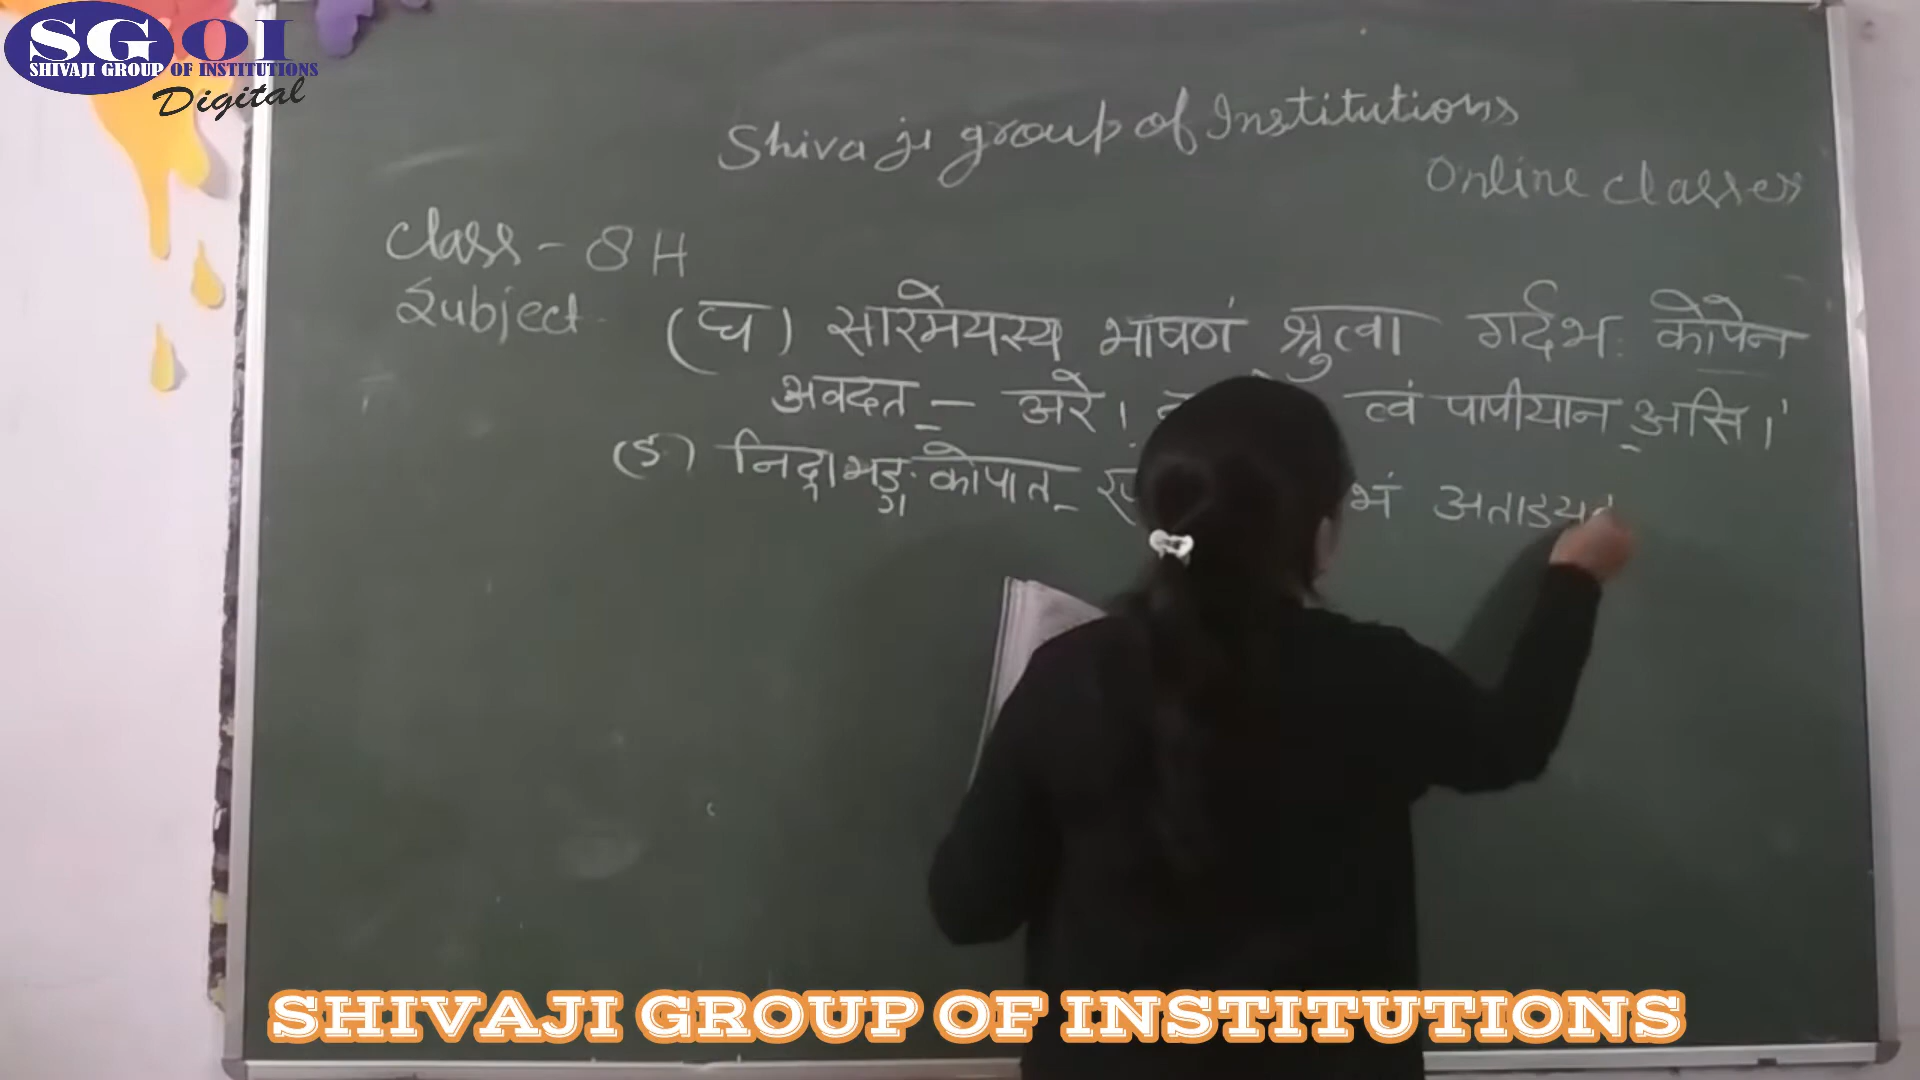 SGOI
SHIVAJI GROUP OF INSTITUTIONS
Digital
Shivaji group of Institutions
Online classes
Class - 8 H
Subject
(घ) सारमेयस्य भाषणं श्रुत्वा गर्दभः कोपेन
अवदत् - अरे! त्वं पापीयान् असि।'
(ङ) निद्राभङ्ग कोपात् अताडयत्
SHIVAJI GROUP OF INSTITUTIONS